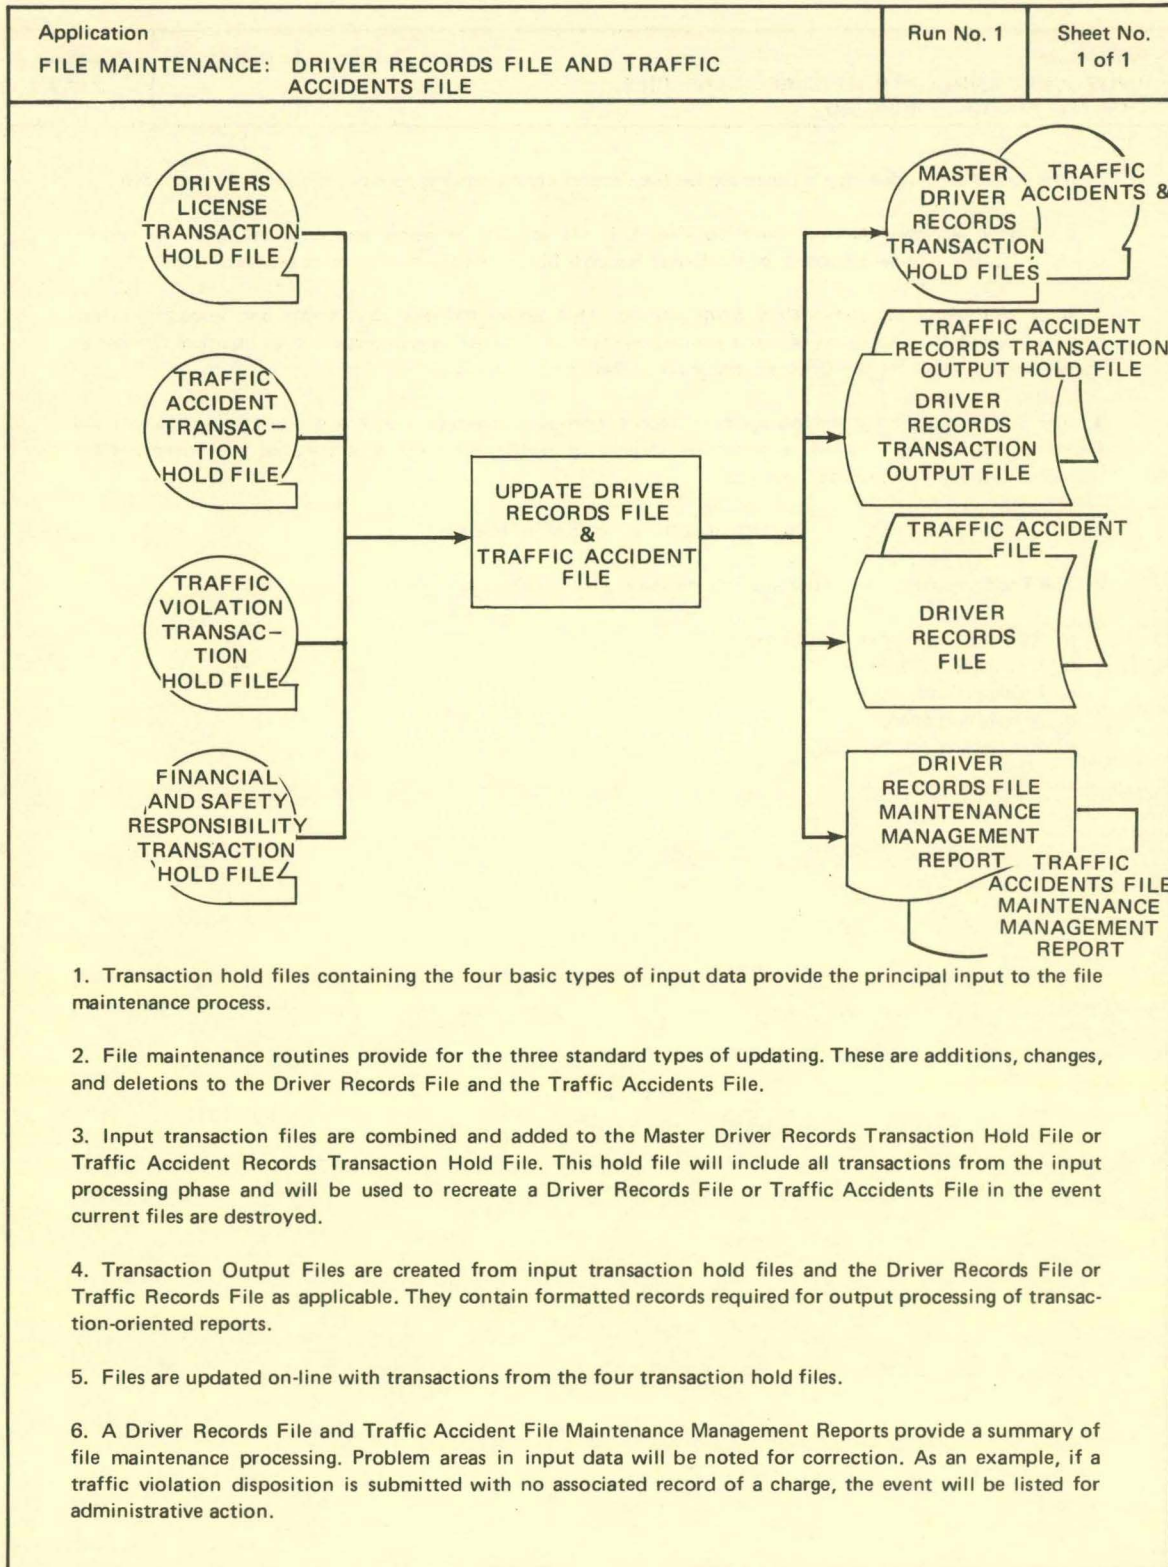 Application
FILE MAINTENANCE: DRIVER RECORDS FILE AND TRAFFIC
ACCIDENTS FILE
Run No. 1
Sheet No.
1 of 1
DRIVERS
LICENSE
TRANSACTION
HOLD FILE
TRAFFIC
ACCIDENT
TRANSAC-
TION
HOLD FILE
TRAFFIC
VIOLATION
TRANSAC-
TION
HOLD FILE
FINANCIAL
AND SAFETY
RESPONSIBILITY
TRANSACTION
HOLD FILE
UPDATE DRIVER
RECORDS FILE
&
TRAFFIC ACCIDENT
FILE
MASTER
DRIVER
RECORDS
TRANSACTION
HOLD FILES
TRAFFIC
ACCIDENTS &
TRAFFIC ACCIDENT
RECORDS TRANSACTION
OUTPUT HOLD FILE
DRIVER
RECORDS
TRANSACTION
OUTPUT FILE
TRAFFIC ACCIDENT
FILE
DRIVER
RECORDS
FILE
DRIVER
RECORDS FILE
MAINTENANCE
MANAGEMENT
REPORT
TRAFFIC
ACCIDENTS FILE
MAINTENANCE
MANAGEMENT
REPORT
1. Transaction hold files containing the four basic types of input data provide the principal input to the file
maintenance process.
2. File maintenance routines provide for the three standard types of updating. These are additions, changes,
and deletions to the Driver Records File and the Traffic Accidents File.
3. Input transaction files are combined and added to the Master Driver Records Transaction Hold File or
Traffic Accident Records Transaction Hold File. This hold file will include all transactions from the input
processing phase and will be used to recreate a Driver Records File or Traffic Accidents File in the event
current files are destroyed.
4. Transaction Output Files are created from input transaction hold files and the Driver Records File or
Traffic Records File as applicable. They contain formatted records required for output processing of transac-
tion-oriented reports.
5. Files are updated on-line with transactions from the four transaction hold files.
6. A Driver Records File and Traffic Accident File Maintenance Management Reports provide a summary of
file maintenance processing. Problem areas in input data will be noted for correction. As an example, if a
traffic violation disposition is submitted with no associated record of a charge, the event will be listed for
administrative action.